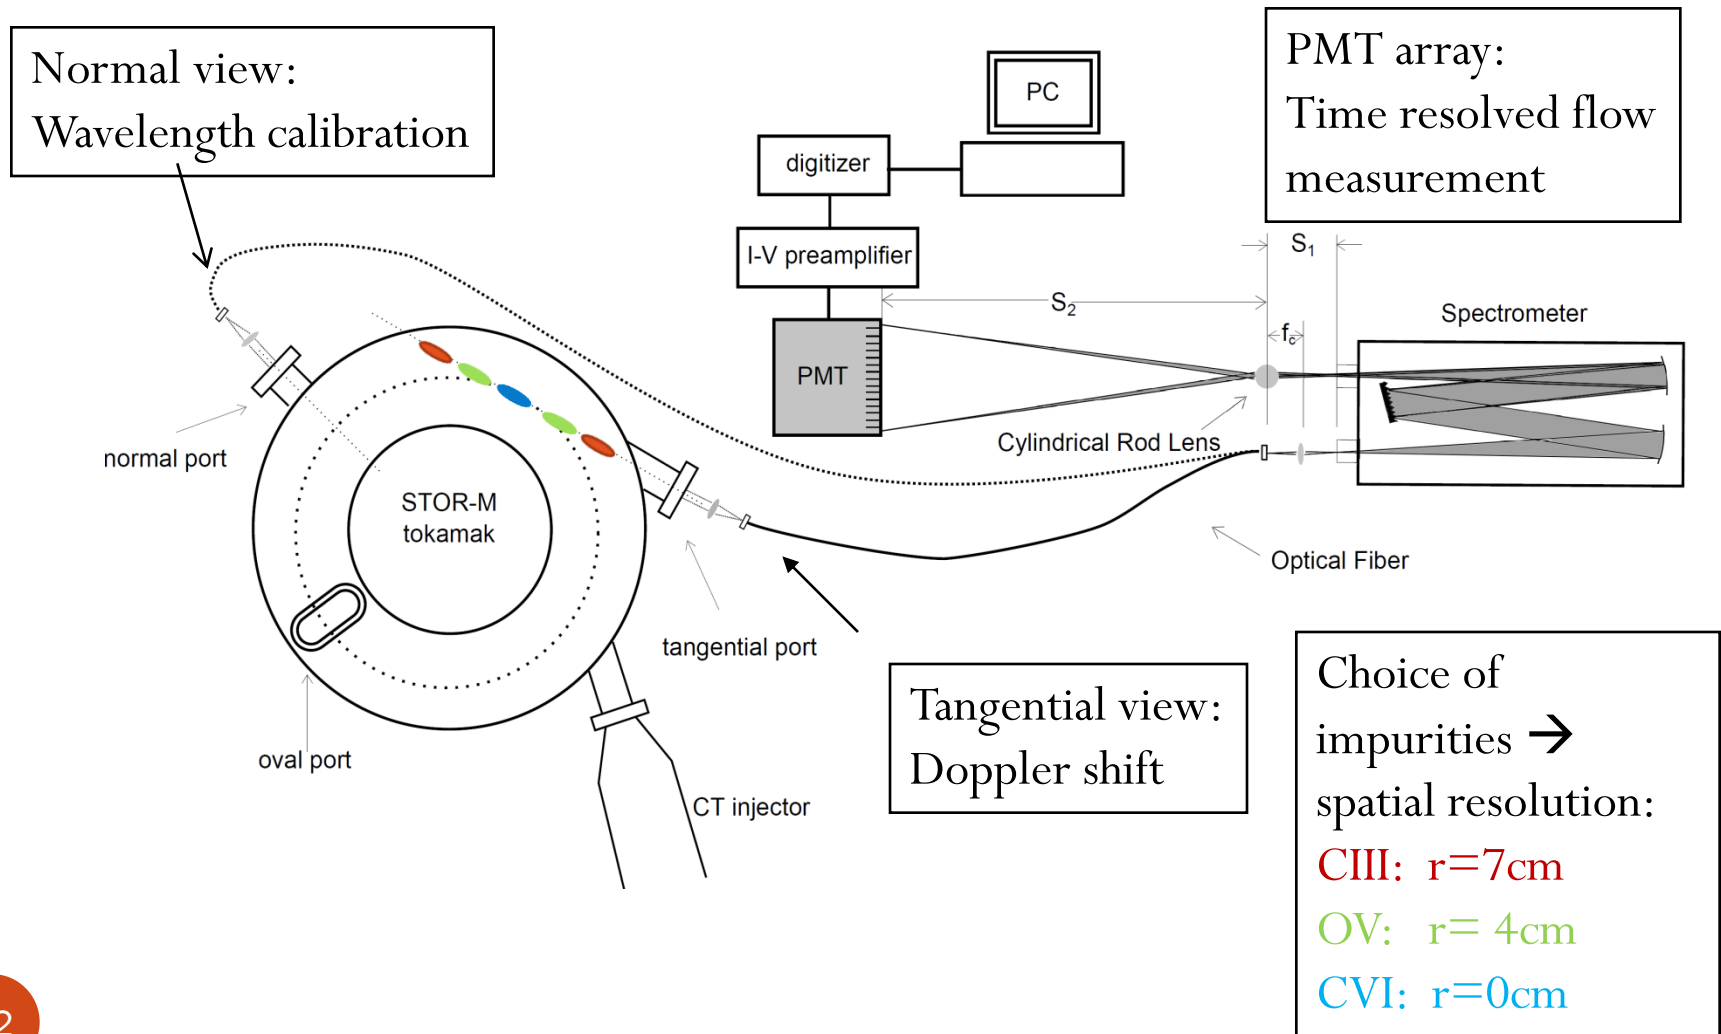 Normal view:
Wavelength calibration
PC
digitizer
I-V preamplifier
PMT array:
Time resolved flow
measurement
S1
S2
fc
Spectrometer
PMT
Cylindrical Rod Lens
normal port
STOR-M
tokamak
Optical Fiber
tangential port
oval port
CT injector
Tangential view:
Doppler shift
Choice of
impurities →
spatial resolution:
CIII: r=7cm
OV: r= 4cm
CVI: r=0cm
2